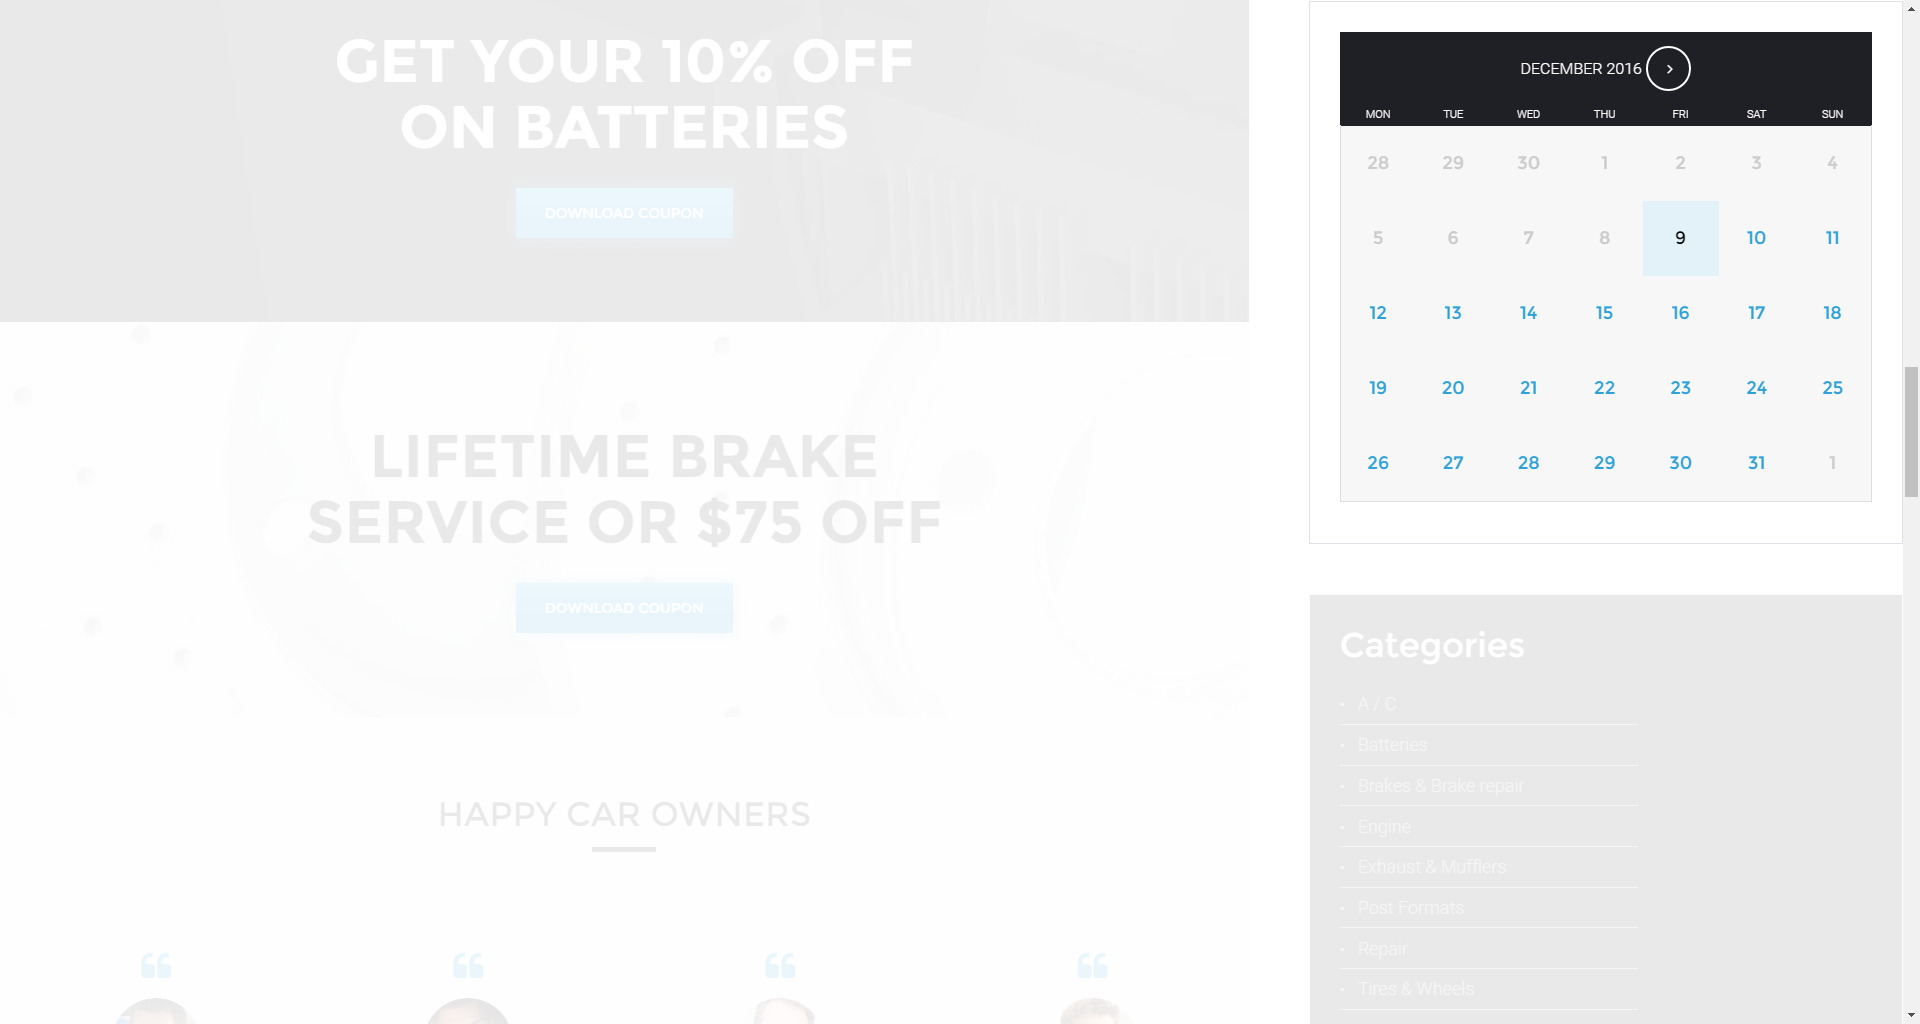 GET YOUR 10% OFF
ON BATTERIES
DOWNLOAD COUPON
LIFETIME BRAKE
SERVICE OR $75 OFF
DOWNLOAD COUPON
HAPPY CAR OWNERS
DECEMBER 2016
MON TUE WED THU FRI SAT SUN
28 29 30 1 2 3 4
5 6 7 8 9 10 11
12 13 14 15 16 17 18
19 20 21 22 23 24 25
26 27 28 29 30 31 1
Categories
A / C
Batteries
Brakes & Brake repair
Engine
Exhaust & Mufflers
Post Formats
Repair
Tires & Wheels